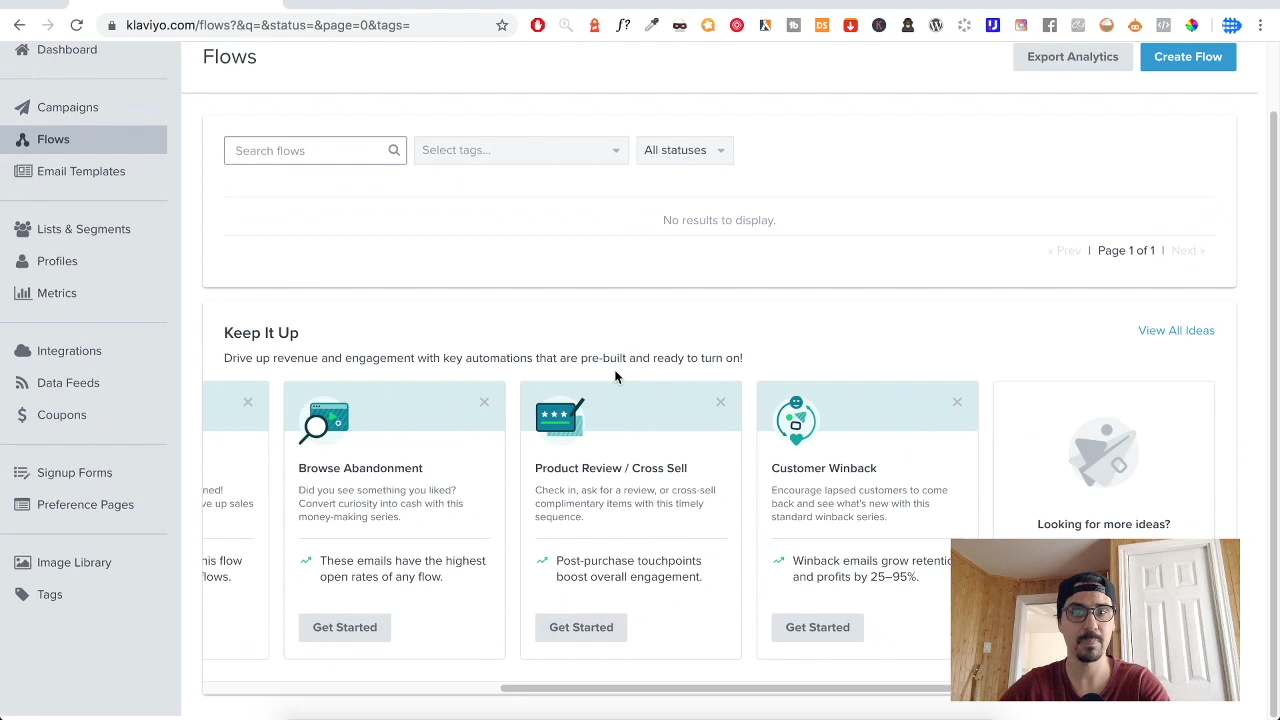 klaviyo.com/flows?&q=&status=&page=0&tags=
Dashboard
Campaigns
Flows
Email Templates
Lists & Segments
Profiles
Metrics
Integrations
Data Feeds
Coupons
Signup Forms
Preference Pages
Image Library
Tags
Flows
Export Analytics
Create Flow
Search flows
Select tags...
All statuses
No results to display.
« Prev | Page 1 of 1 | Next »
Keep It Up
View All Ideas
Drive up revenue and engagement with key automations that are pre-built and ready to turn on!
ned!
ve up sales
his flow
lows.
Browse Abandonment
Did you see something you liked?
Convert curiosity into cash with this
money-making series.
These emails have the highest
open rates of any flow.
Get Started
Product Review / Cross Sell
Check in, ask for a review, or cross-sell
complimentary items with this timely
sequence.
Post-purchase touchpoints
boost overall engagement.
Get Started
Customer Winback
Encourage lapsed customers to come
back and see what's new with this
standard winback series.
Winback emails grow retentic
and profits by 25–95%.
Get Started
Looking for more ideas?